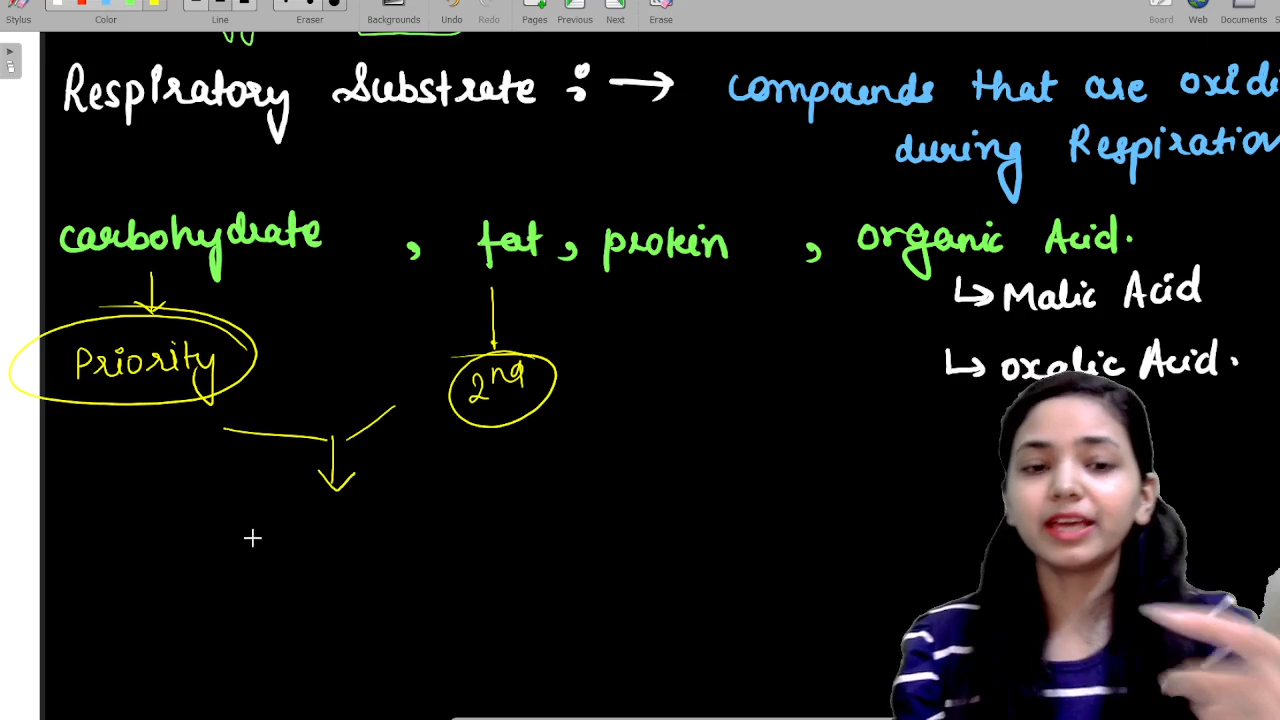 Stylus Color Line Eraser Backgrounds Undo Redo Pages Previous Next Erase Board Web Documents
Respiratory Substrate :→ compounds that are oxidi
during Respiration
carbohydrate , fat, protein , organic Acid.
↳ Malic Acid
Priority 2nd
↳ oxalic Acid.